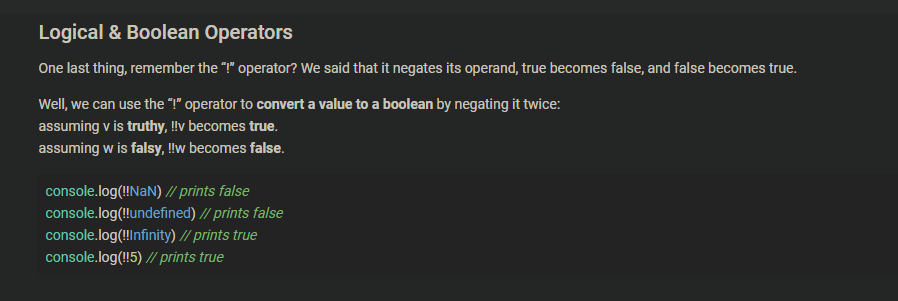 Logical & Boolean Operators
One last thing, remember the “!” operator? We said that it negates its operand, true becomes false, and false becomes true.
Well, we can use the “!” operator to convert a value to a boolean by negating it twice:
assuming v is truthy, !!v becomes true.
assuming w is falsy, !!w becomes false.
console.log(!!NaN) // prints false
console.log(!!undefined) // prints false
console.log(!!Infinity) // prints true
console.log(!!5) // prints true